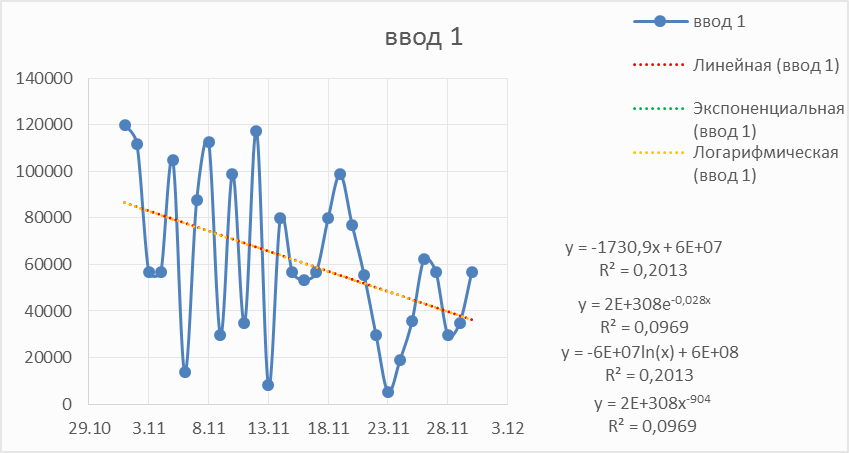 ввод 1
ввод 1
Линейная (ввод 1)
Экспоненциальная
(ввод 1)
Логарифмическая
(ввод 1)
140000
120000
100000
80000
60000
40000
20000
0
29.10 3.11 8.11 13.11 18.11 23.11 28.11 3.12
y = -1730,9x + 6E+07
R² = 0,2013
y = 2E+308e^-0,028x
R² = 0,0969
y = -6E+07ln(x) + 6E+08
R² = 0,2013
y = 2E+308x^-904
R² = 0,0969